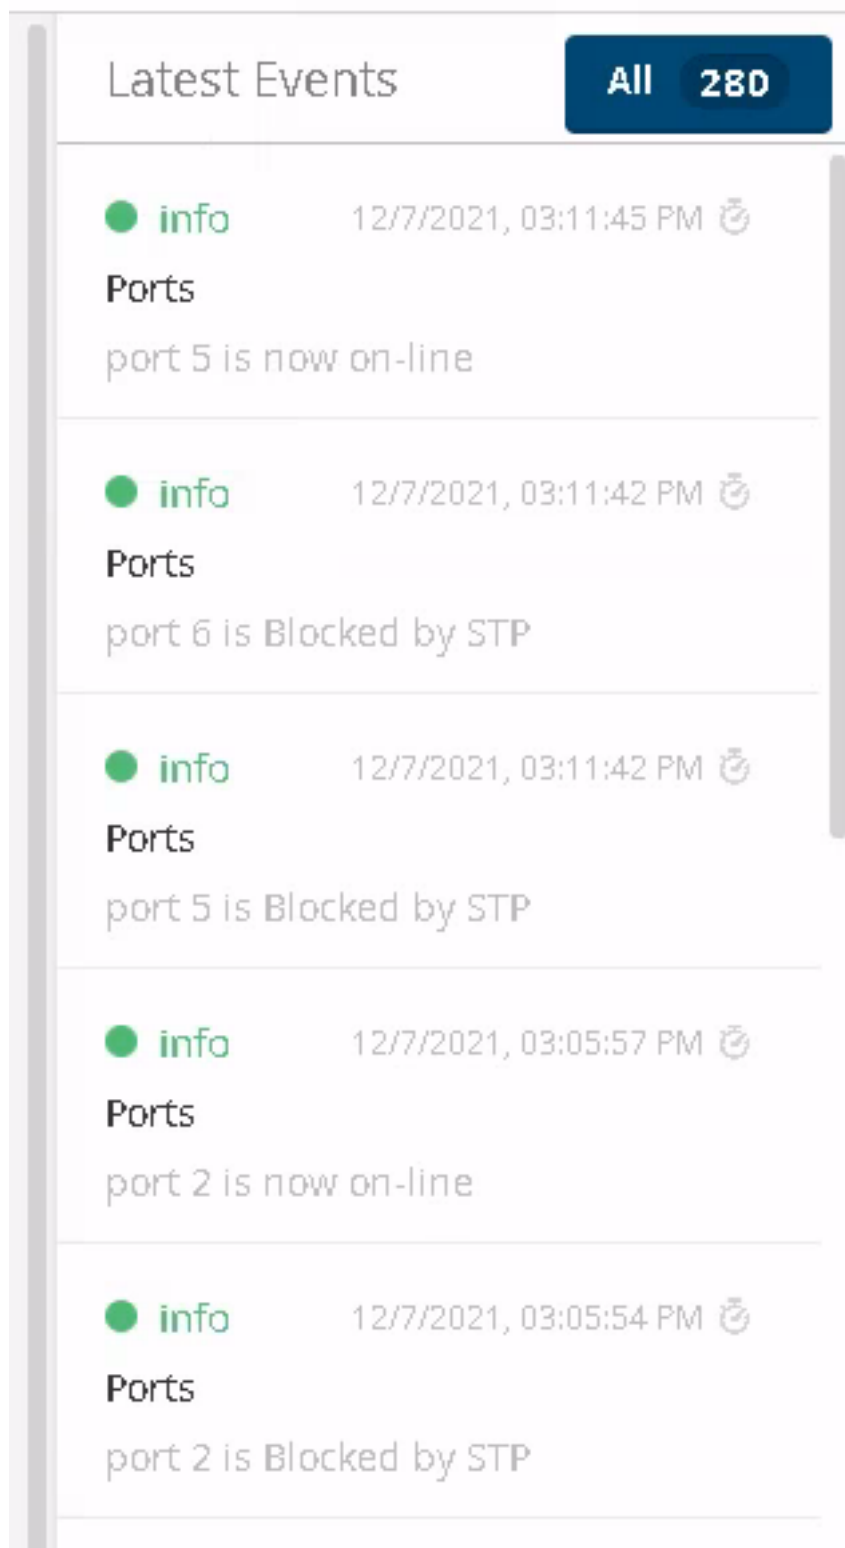 Latest Events All 280
info 12/7/2021, 03:11:45 PM
Ports
port 5 is now on-line
info 12/7/2021, 03:11:42 PM
Ports
port 6 is Blocked by STP
info 12/7/2021, 03:11:42 PM
Ports
port 5 is Blocked by STP
info 12/7/2021, 03:05:57 PM
Ports
port 2 is now on-line
info 12/7/2021, 03:05:54 PM
Ports
port 2 is Blocked by STP